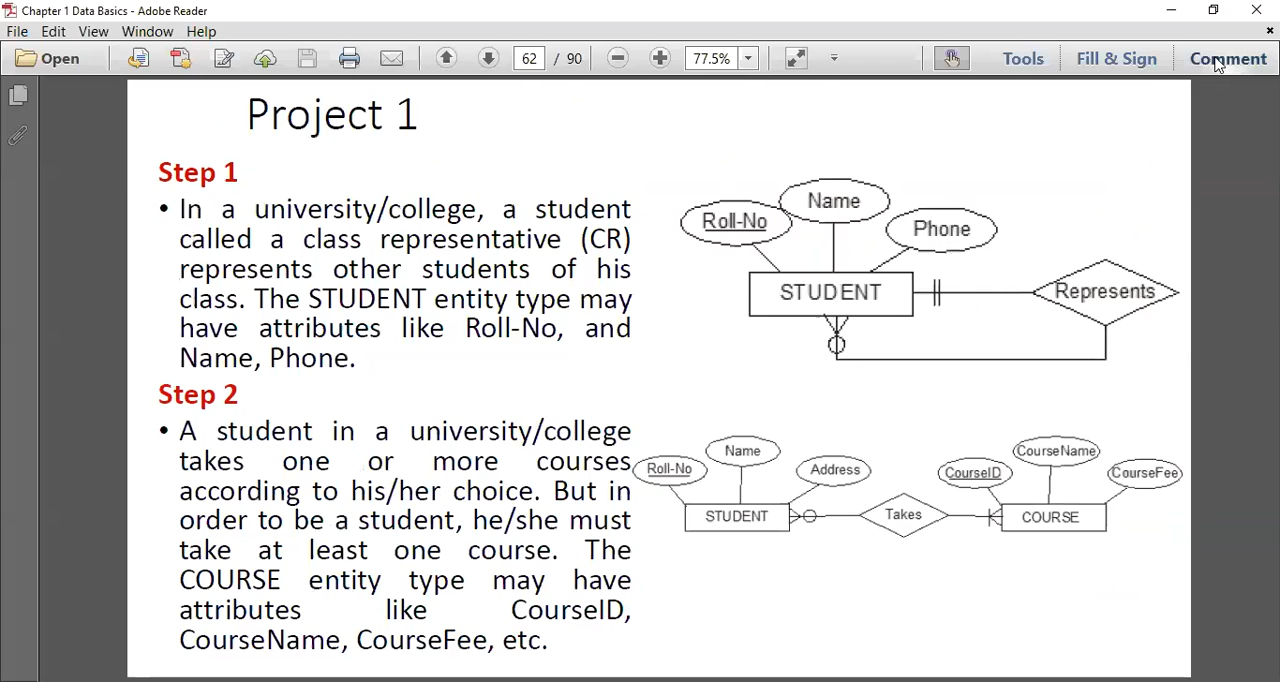 Chapter 1 Data Basics - Adobe Reader
File Edit View Window Help
Open 62 / 90 77.5% Tools Fill & Sign Comment
Project 1
Step 1
• In a university/college, a student
called a class representative (CR)
represents other students of his
class. The STUDENT entity type may
have attributes like Roll-No, and
Name, Phone.
Step 2
• A student in a university/college
takes one or more courses
according to his/her choice. But in
order to be a student, he/she must
take at least one course. The
COURSE entity type may have
attributes like CourseID,
CourseName, CourseFee, etc.
Name
Roll-No
Phone
STUDENT
Represents
Name
Roll-No
Address
STUDENT
Takes
CourseName
CourseID
CourseFee
COURSE